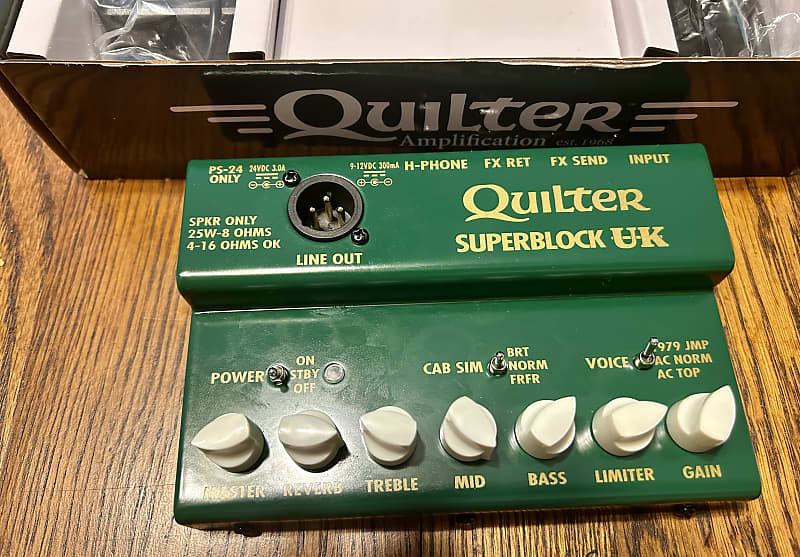 QUILTER
Amplification est. 1968
PS-24 ONLY
24VDC 3.0A
9-12VDC 300mA
H-PHONE
FX RET
FX SEND
INPUT
SPKR ONLY
25W-8 OHMS
4-16 OHMS OK
LINE OUT
QUILTER
SUPERBLOCK UK
POWER
ON
STBY
OFF
CAB SIM
BRT
NORM
FRFR
VOICE
979 JMP
AC NORM
AC TOP
MASTER
REVERB
TREBLE
MID
BASS
LIMITER
GAIN